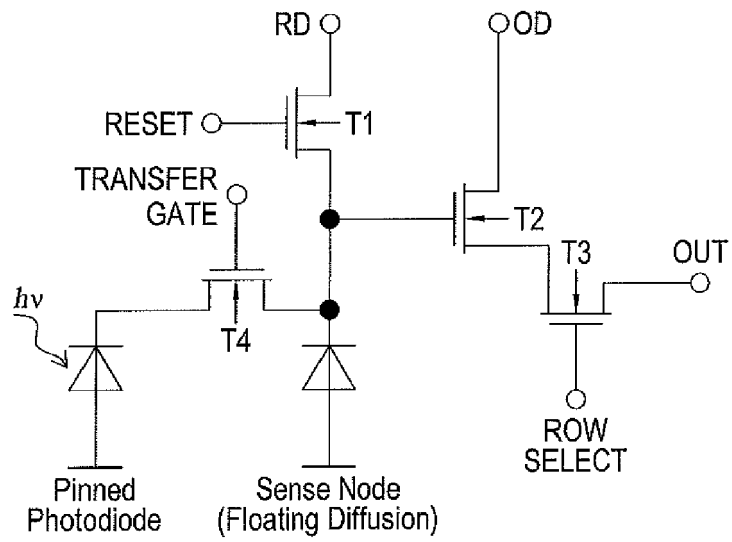 RD
OD
RESET
T1
TRANSFER
GATE
T2
T3
OUT
hν
T4
ROW
SELECT
Pinned
Photodiode
Sense Node
(Floating Diffusion)